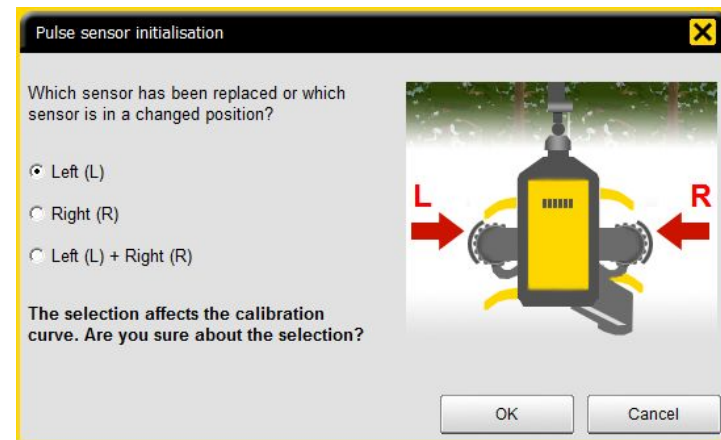 Pulse sensor initialisation
Which sensor has been replaced or which
sensor is in a changed position?
Left (L)
Right (R)
Left (L) + Right (R)
The selection affects the calibration
curve. Are you sure about the selection?
L
R
OK
Cancel